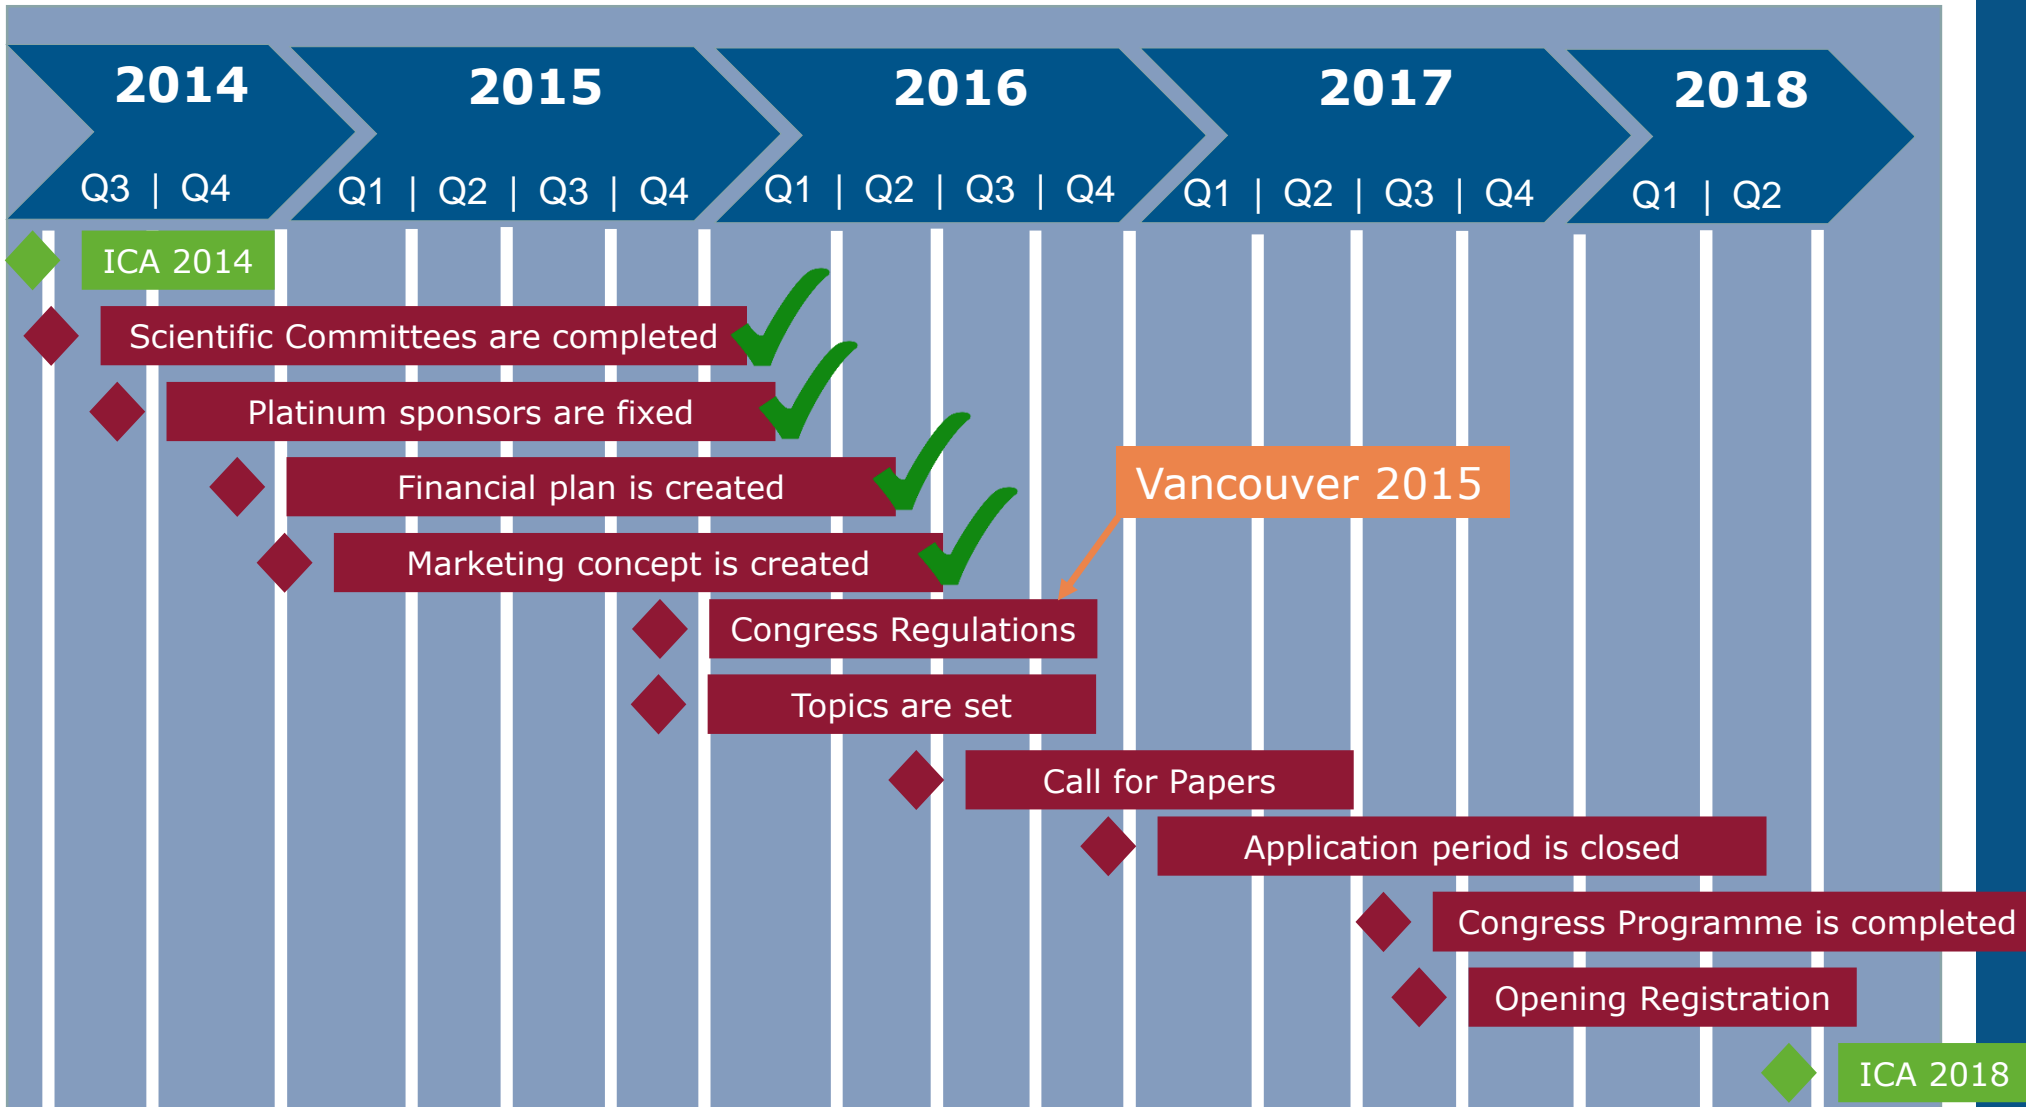 2014 2015 2016 2017 2018
Q3 | Q4 Q1 | Q2 | Q3 | Q4 Q1 | Q2 | Q3 | Q4 Q1 | Q2 | Q3 | Q4 Q1 | Q2
ICA 2014
Scientific Committees are completed
Platinum sponsors are fixed
Financial plan is created
Vancouver 2015
Marketing concept is created
Congress Regulations
Topics are set
Call for Papers
Application period is closed
Congress Programme is completed
Opening Registration
ICA 2018